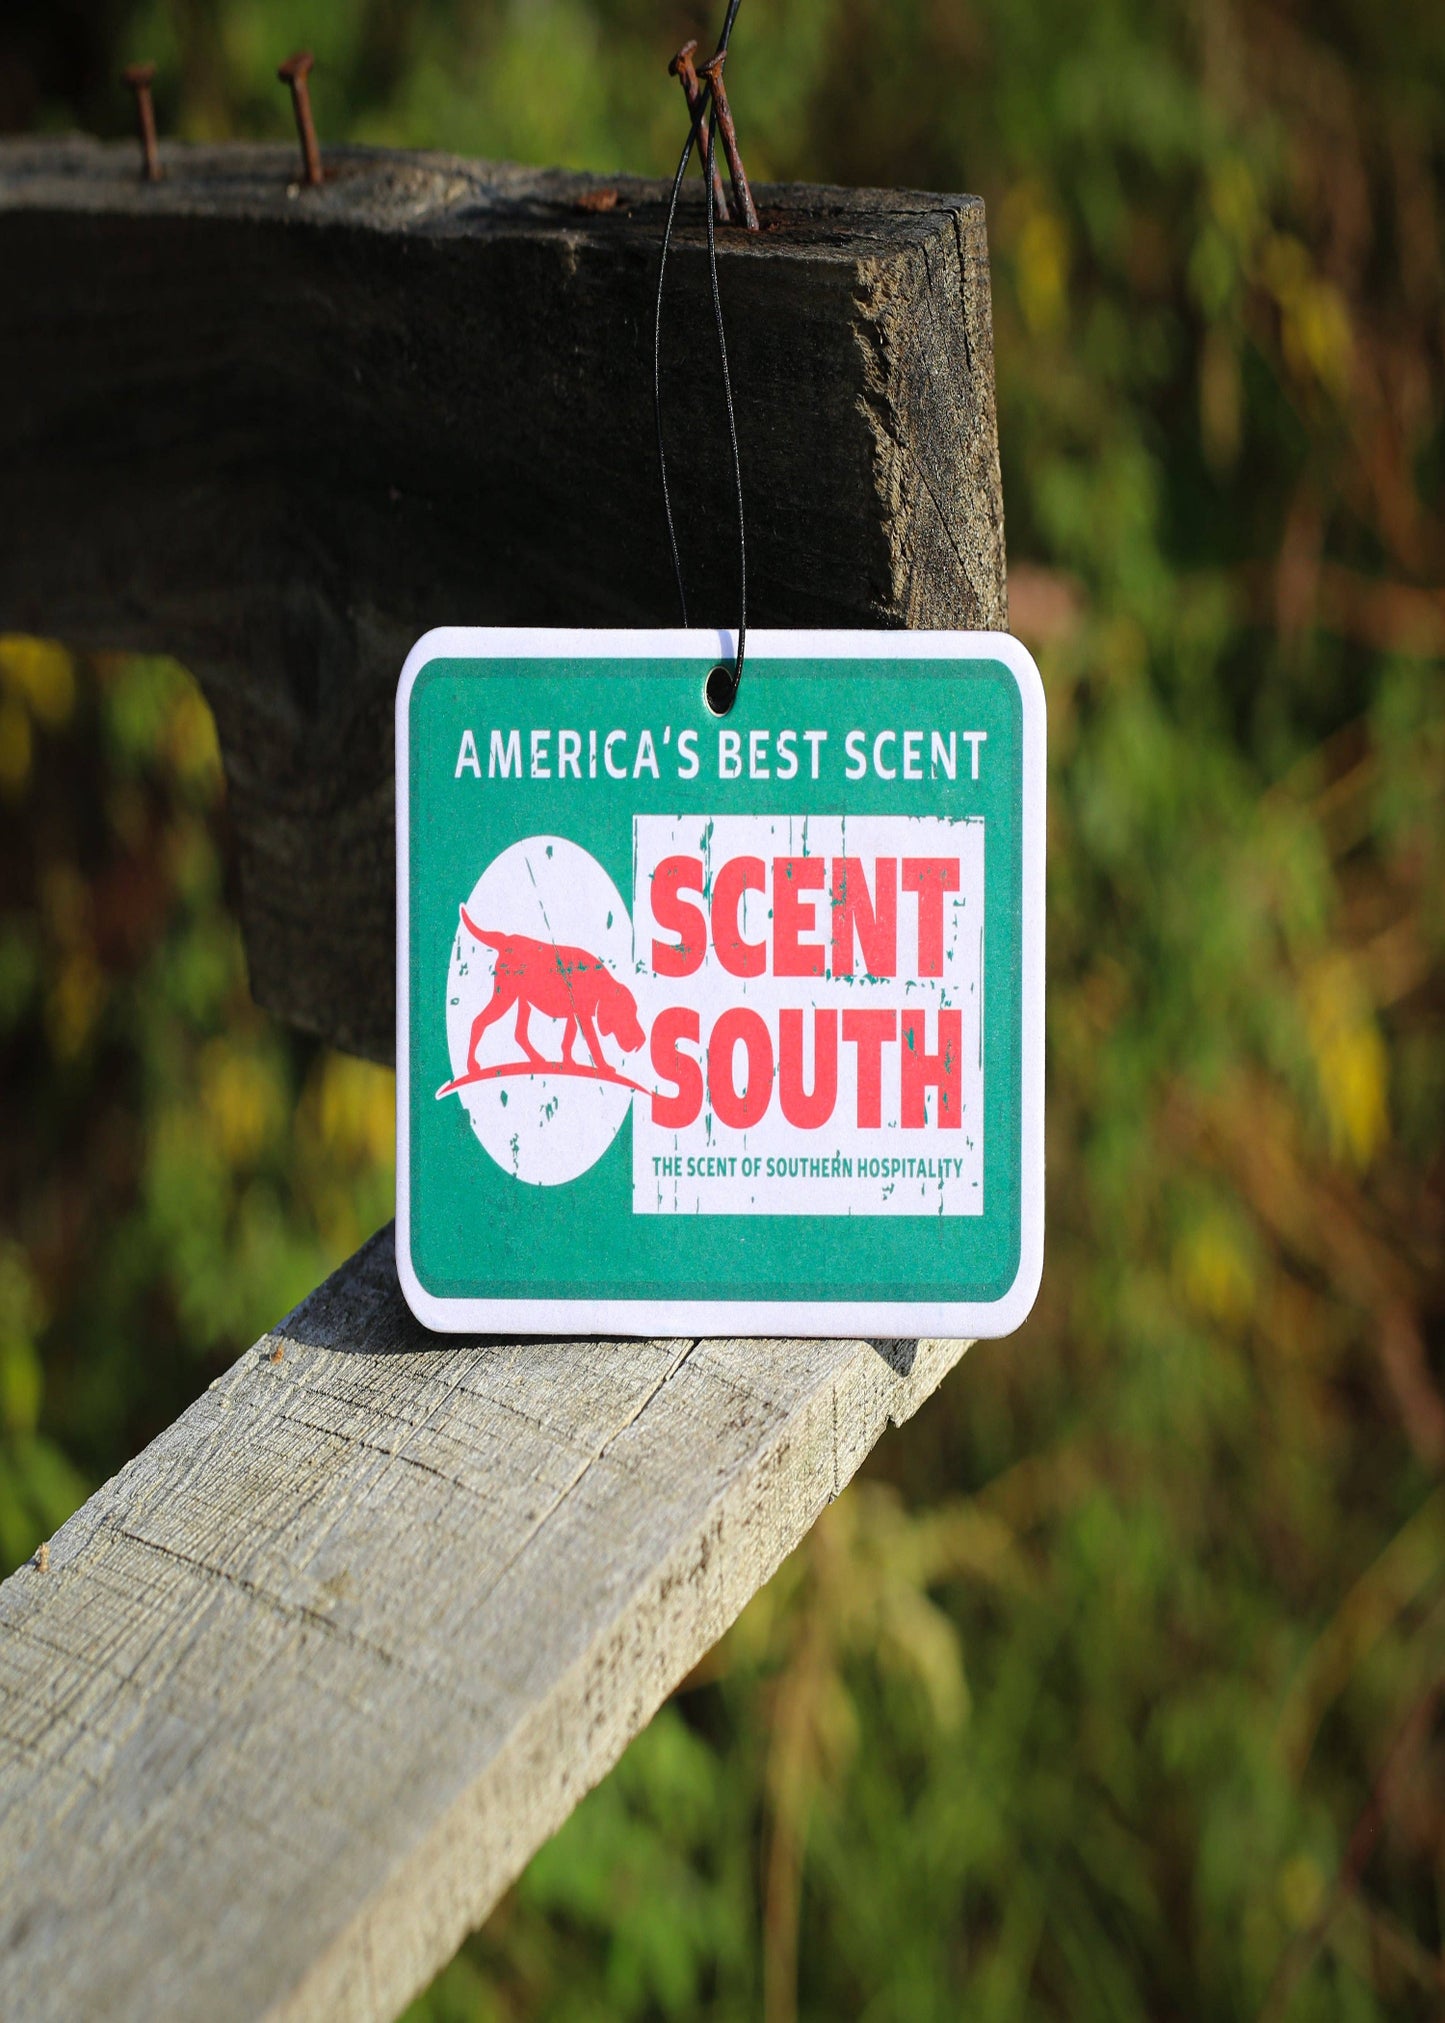 AMERICA‘S BEST SCENT
SCENT
SOUTH
THE SCENT OF SOUTHERN HOSPITALITY